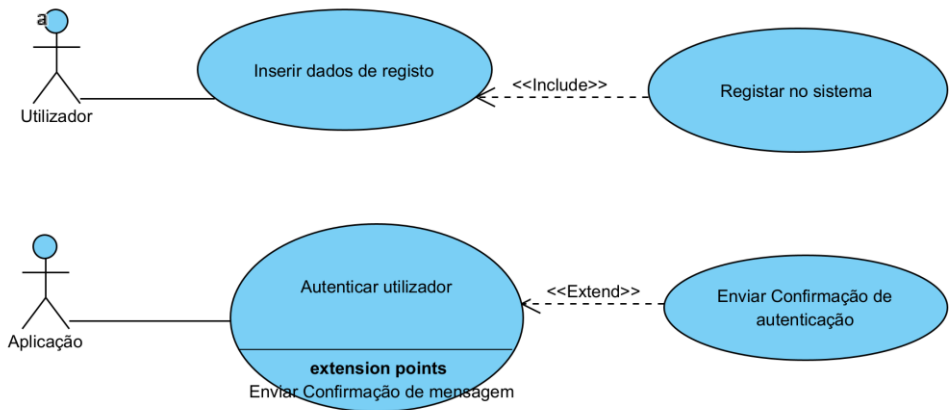 a
Inserir dados de registo
<<Include>>
Registar no sistema
Utilizador
Autenticar utilizador
<<Extend>>
Enviar Confirmação de
autenticação
Aplicação
extension points
Enviar Confirmação de mensagem